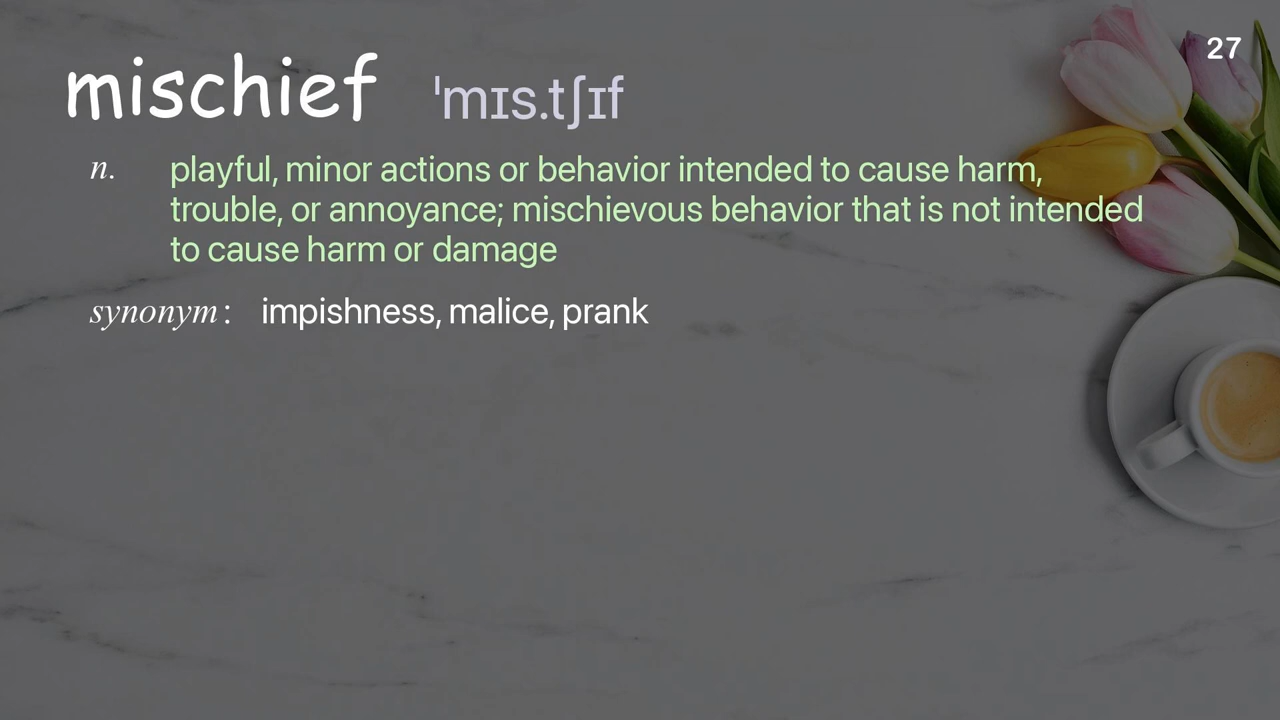 27
mischief ˈmɪs.tʃɪf
n. playful, minor actions or behavior intended to cause harm,
trouble, or annoyance; mischievous behavior that is not intended
to cause harm or damage
synonym: impishness, malice, prank